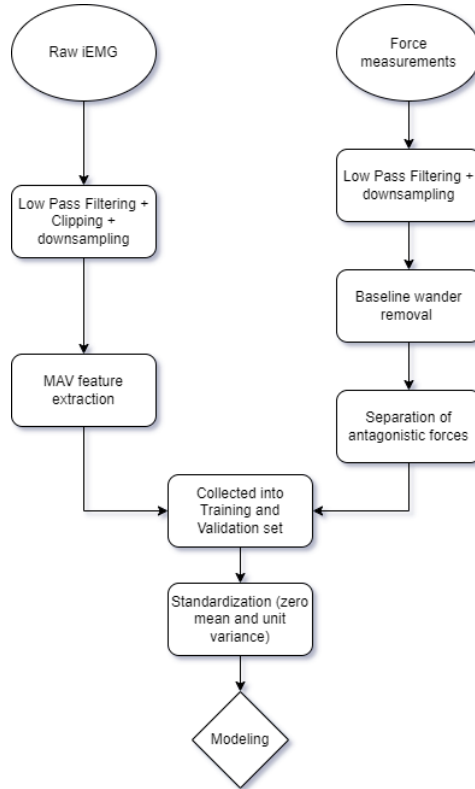 Raw iEMG
Force
measurements
Low Pass Filtering +
Clipping +
downsampling
Low Pass Filtering +
downsampling
Baseline wander
removal
MAV feature
extraction
Separation of
antagonistic forces
Collected into
Training and
Validation set
Standardization (zero
mean and unit
variance)
Modeling